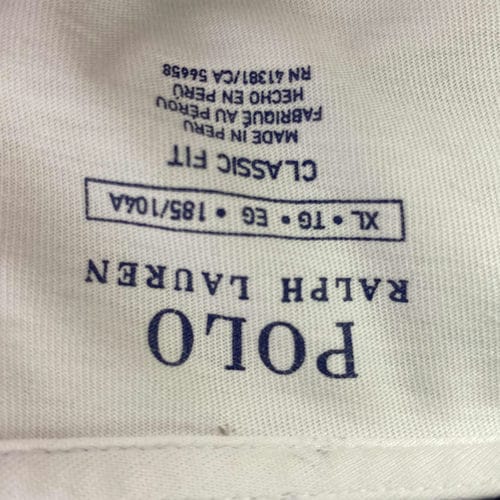 POLO
RALPH LAUREN
XL • TG • EG • 185/104A
CLASSIC FIT
MADE IN PERU
FABRIQUÉ AU PÉROU
HECHO EN PERÚ
RN 41381/CA 56658